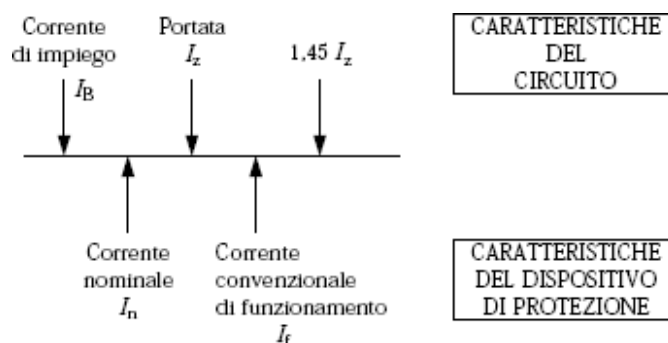 Corrente
di impiego
I_B
Portata
I_z
1,45 I_z
CARATTERISTICHE
DEL
CIRCUITO
Corrente
nominale
I_n
Corrente
convenzionale
di funzionamento
I_f
CARATTERISTICHE
DEL DISPOSITIVO
DI PROTEZIONE